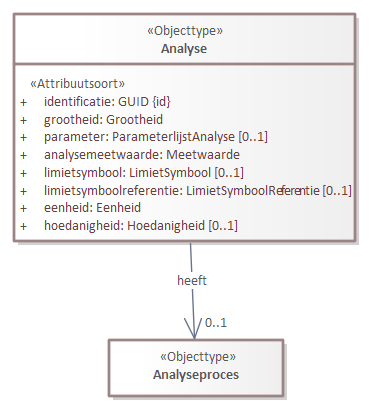 «Objecttype»
Analyse
«Attribuutsoort»
+ identificatie: GUID {id}
+ grootheid: Grootheid
+ parameter: ParameterlijstAnalyse [0..1]
+ analysemeetwaarde: Meetwaarde
+ limietsymbool: LimietSymbool [0..1]
+ limietsymboolreferentie: LimietSymboolReferentie [0..1]
+ eenheid: Eenheid
+ hoedanigheid: Hoedanigheid [0..1]
heeft
0..1
«Objecttype»
Analyseproces